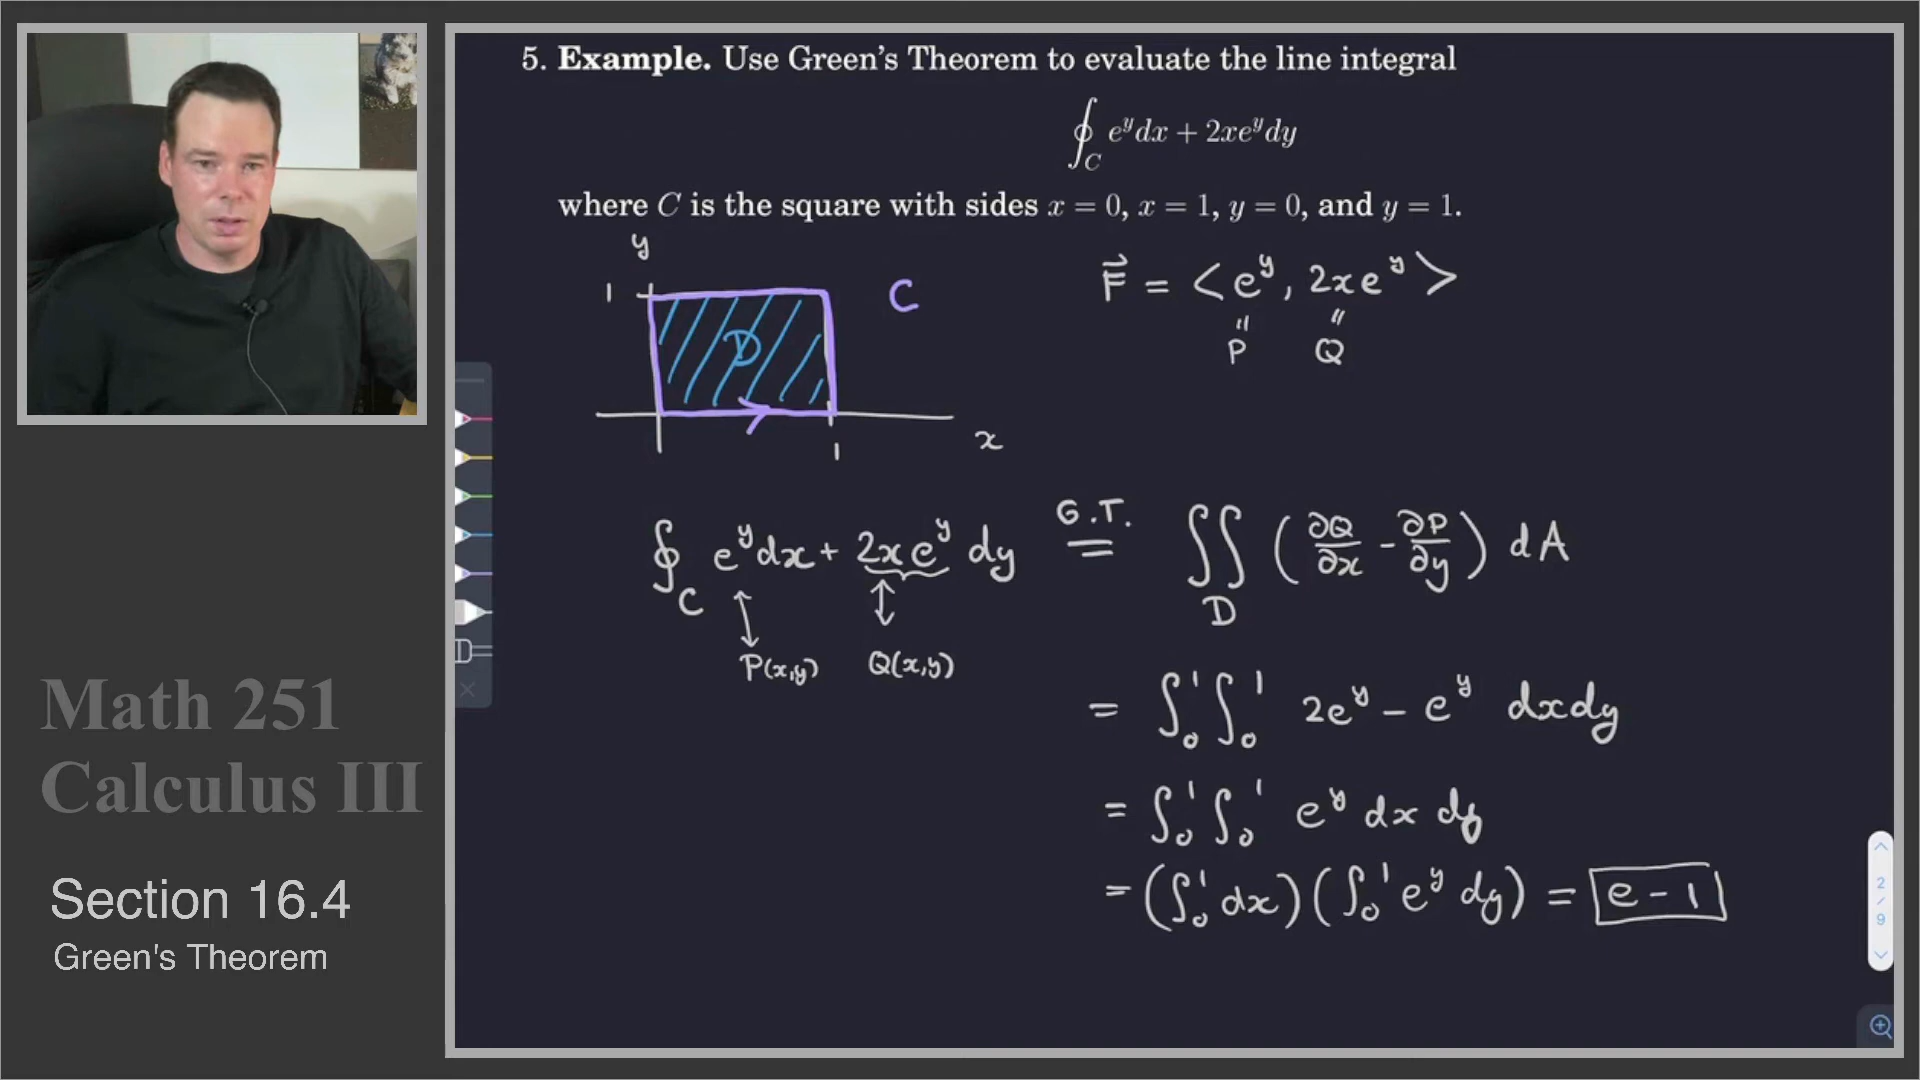 5. Example. Use Green's Theorem to evaluate the line integral
∮_C e^y dx + 2xe^y dy
where C is the square with sides x = 0, x = 1, y = 0, and y = 1.
y
1
C
D
x
1
F⃗ = < e^y, 2xe^y >
" "
P Q
∮_C e^y dx + 2xe^y dy G.T. = ∬_D (∂Q/∂x - ∂P/∂y) dA
P(x,y) Q(x,y)
= ∫_0^1 ∫_0^1 2e^y - e^y dxdy
= ∫_0^1 ∫_0^1 e^y dx dy
= (∫_0^1 dx)(∫_0^1 e^y dy) = e - 1
Math 251
Calculus III
Section 16.4
Green's Theorem
2
/
9